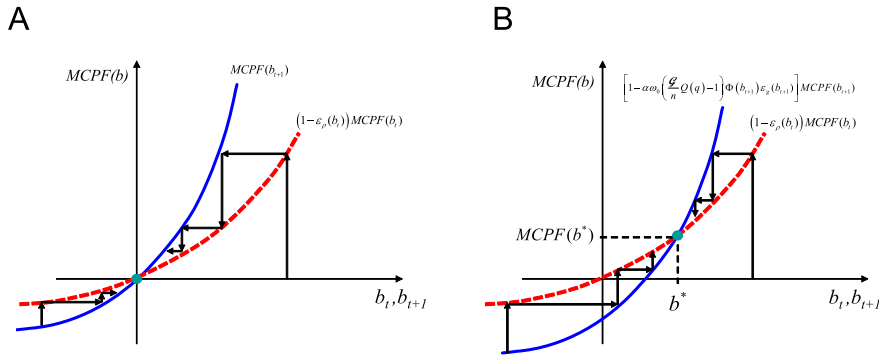 A
MCPF(b)
MCPF(b_{t+1})
(1-ε_ρ(b_t))MCPF(b_t)
b_t,b_{t+1}
B
MCPF(b)
[1-αω_b(𝒢/n Q(q)-1)Φ(b_{t+1})ε_g(b_{t+1})]MCPF(b_{t+1})
(1-ε_ρ(b_t))MCPF(b_t)
MCPF(b*)
b*
b_t,b_{t+1}